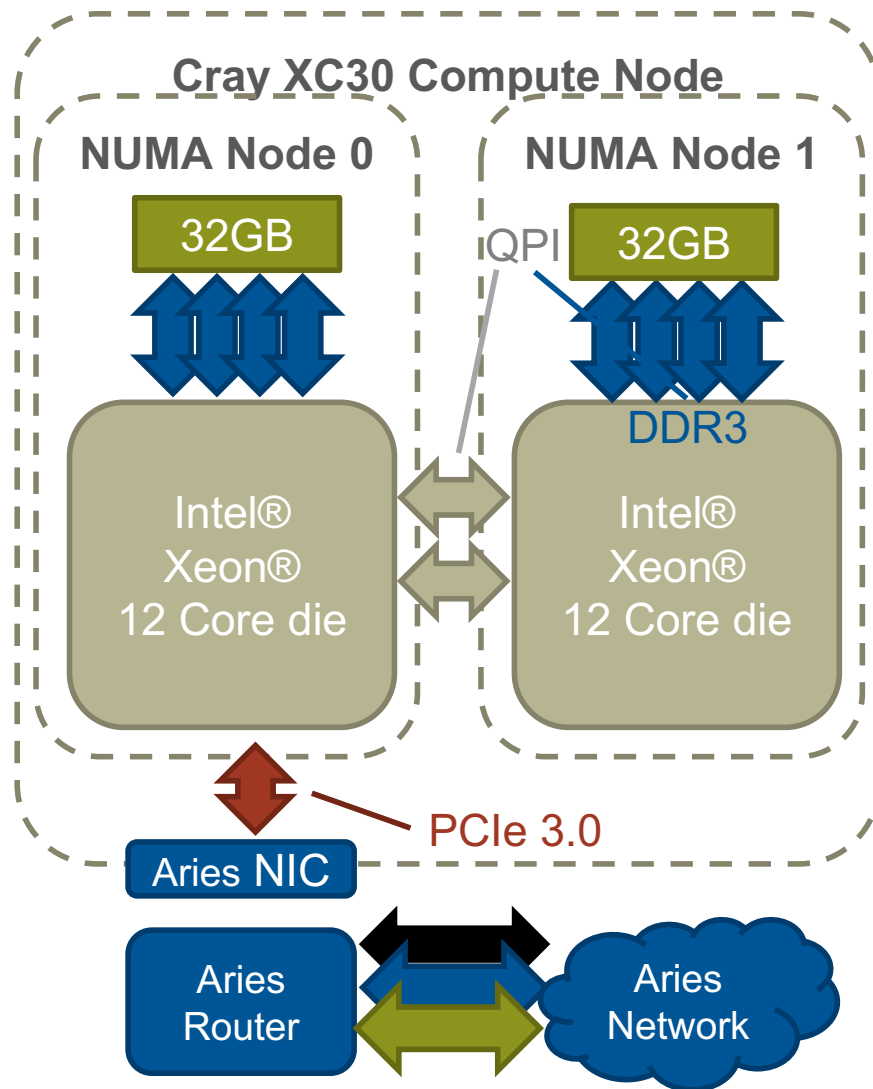 Cray XC30 Compute Node
NUMA Node 0
NUMA Node 1
32GB
QPI
32GB
DDR3
Intel®
Xeon®
12 Core die
Intel®
Xeon®
12 Core die
PCIe 3.0
Aries NIC
Aries
Router
Aries
Network